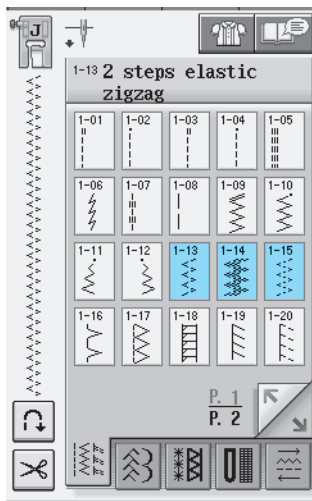 J
1-13 2 steps elastic
zigzag
1-01 1-02 1-03 1-04 1-05
1-06 1-07 1-08 1-09 1-10
1-11 1-12 1-13 1-14 1-15
1-16 1-17 1-18 1-19 1-20
P. 1
P. 2